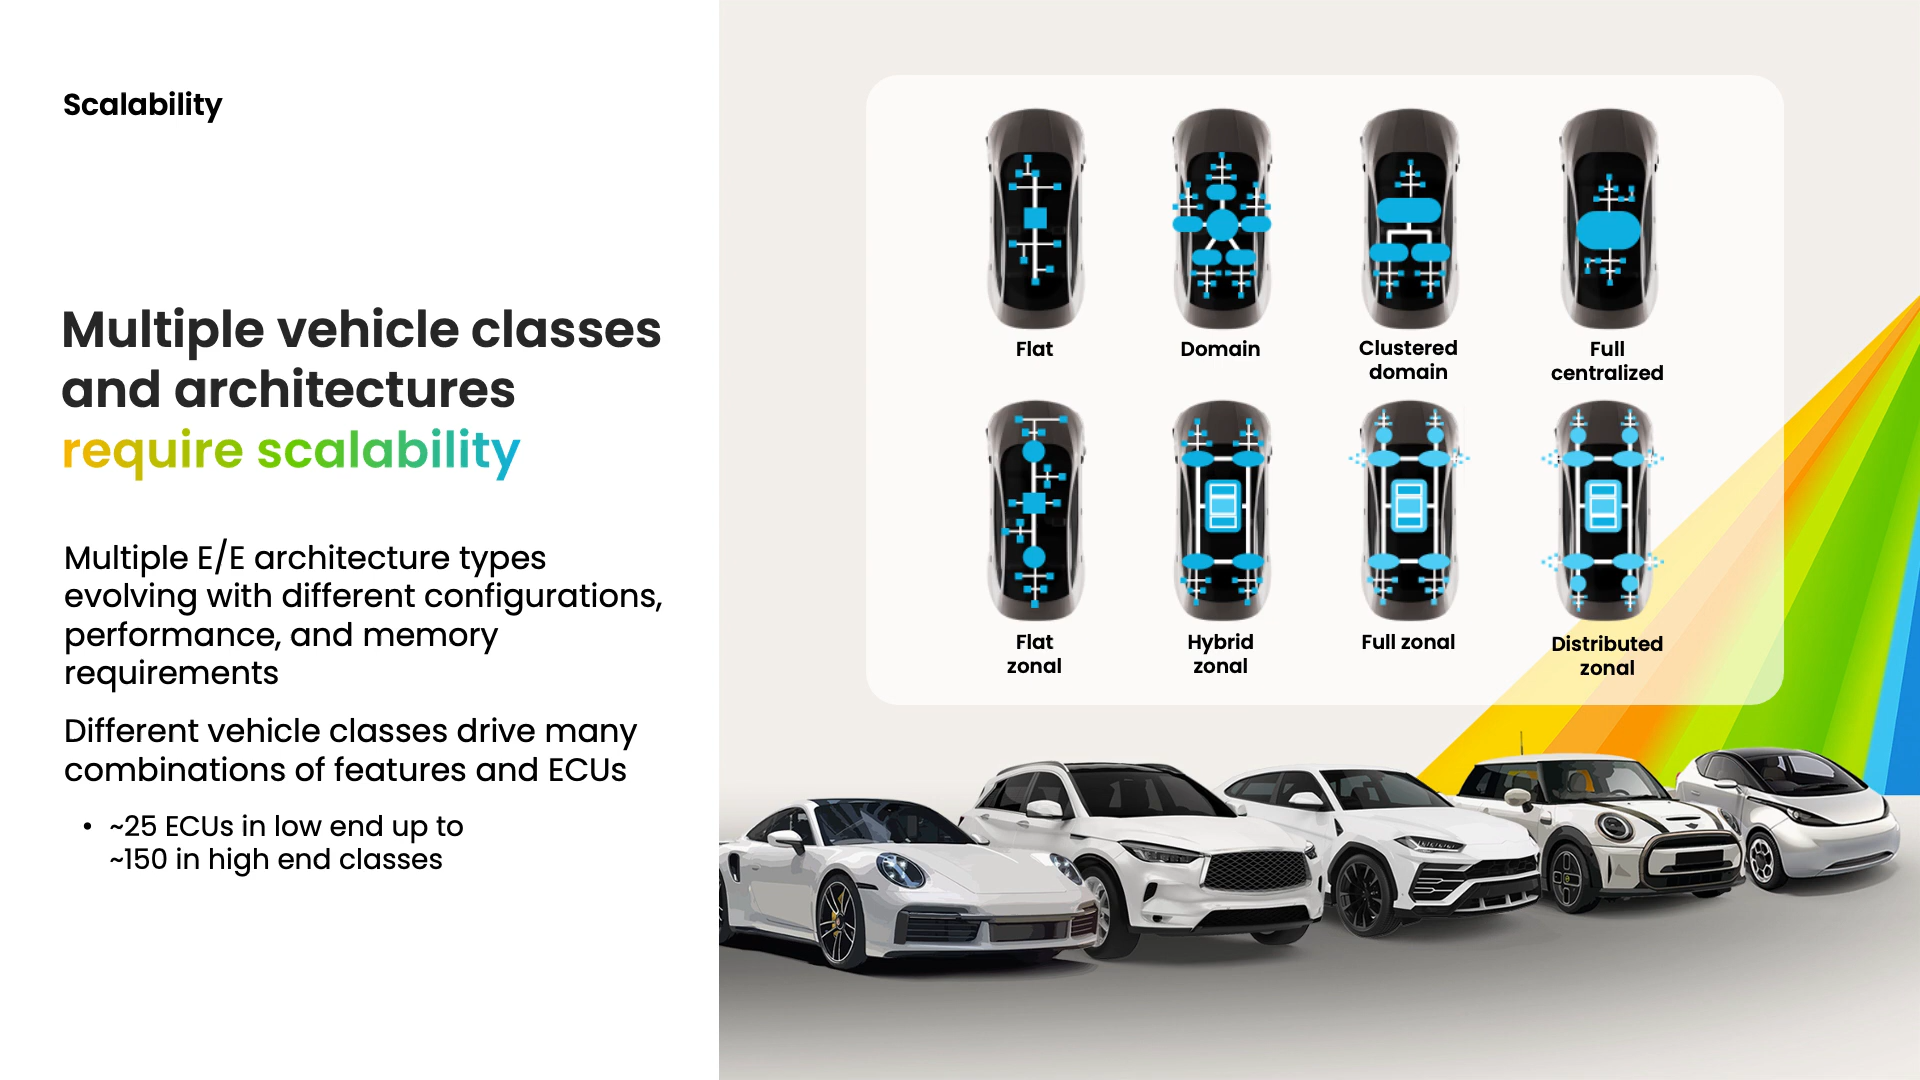 Scalability
Multiple vehicle classes
and architectures
require scalability
Multiple E/E architecture types
evolving with different configurations,
performance, and memory
requirements
Different vehicle classes drive many
combinations of features and ECUs
• ~25 ECUs in low end up to
~150 in high end classes
Flat
Domain
Clustered
domain
Full
centralized
Flat
zonal
Hybrid
zonal
Full zonal
Distributed
zonal